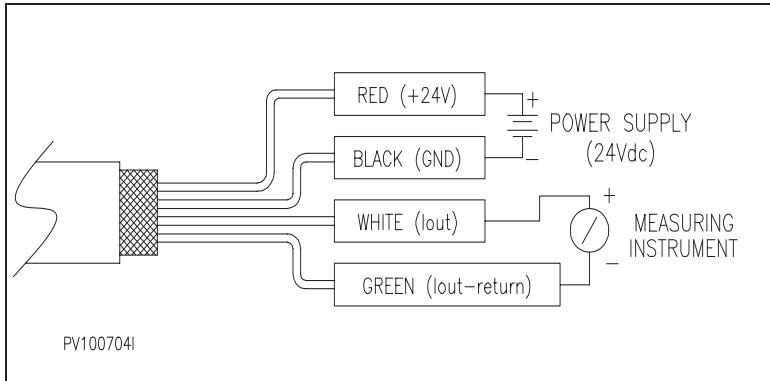 RED (+24V)
+
POWER SUPPLY
(24Vdc)
BLACK (GND)
−
WHITE (Iout)
+
MEASURING
INSTRUMENT
−
GREEN (Iout-return)
PV100704I